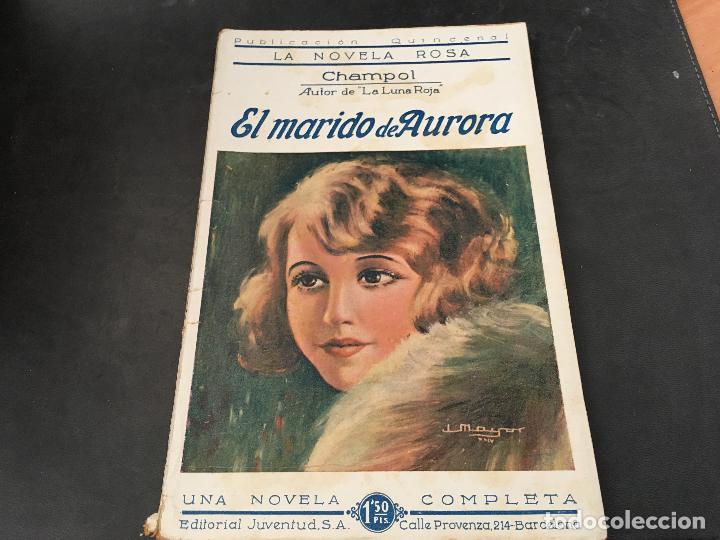 Publicación Quincenal
LA NOVELA ROSA
Champol
Autor de "La Luna Roja"
El marido de Aurora
J. Mayor
UNA NOVELA COMPLETA
1'50 Pts.
Editorial Juventud, S.A. Calle Provenza, 214-Barcelona
todocoleccion